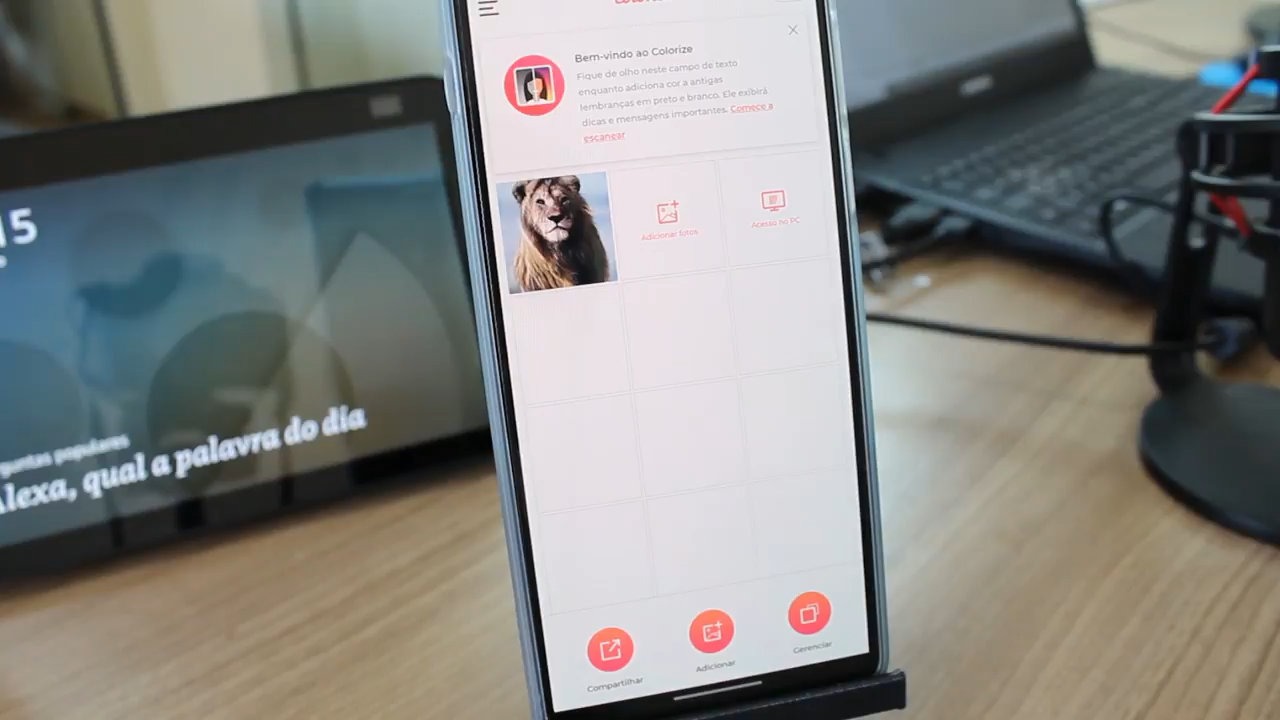 Bem-vindo ao Colorize
Fique de olho neste campo de texto
enquanto adiciona cor a antigas
lembranças em preto e branco. Ele exibirá
dicas e mensagens importantes. Comece a
escanear
Adicionar fotos
Acesso no PC
Compartilhar
Adicionar
Gerenciar
15
populares
Alexa, qual a palavra do dia